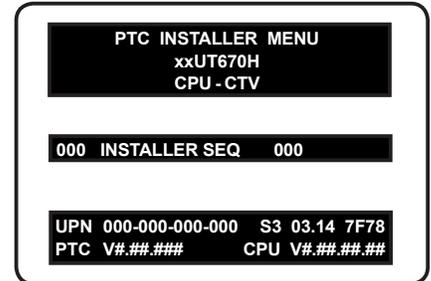 PTC INSTALLER MENU
xxUT670H
CPU - CTV
000 INSTALLER SEQ 000
UPN 000-000-000-000 S3 03.14 7F78
PTC V#.##.### CPU V#.##.##.##